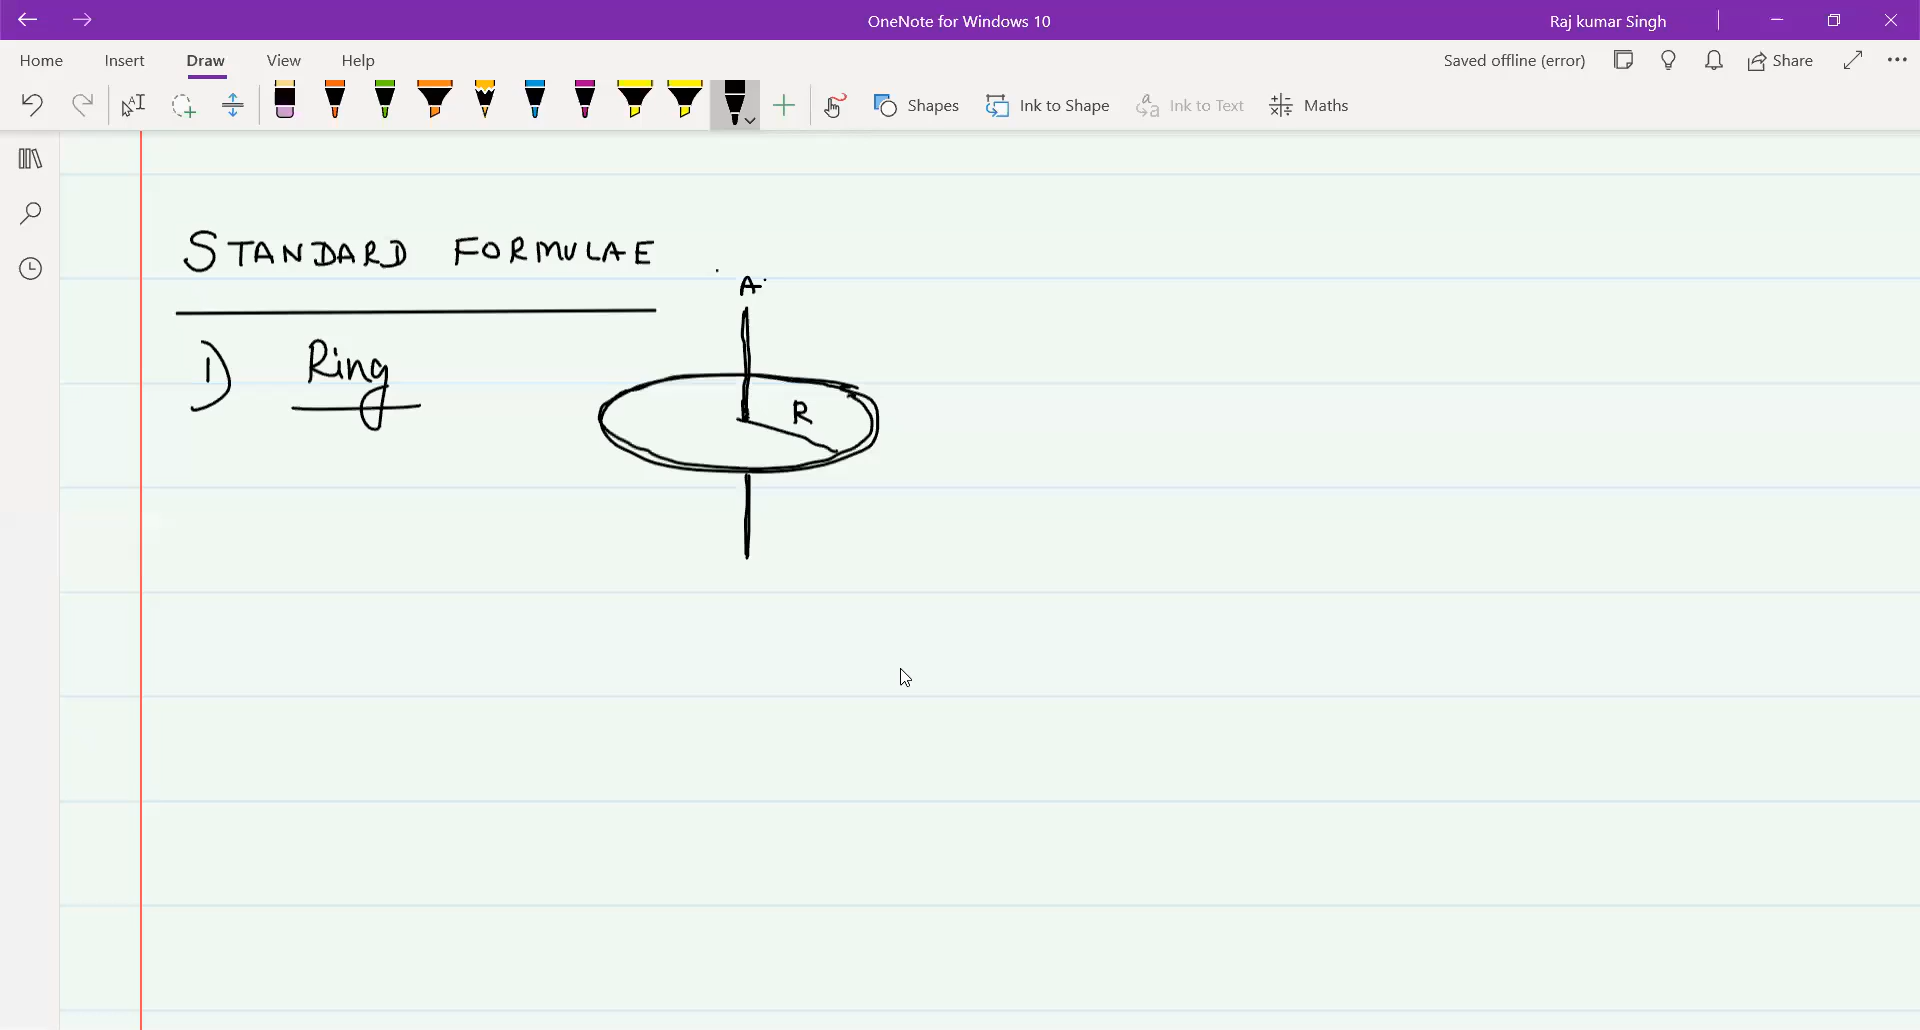 OneNote for Windows 10
Raj kumar Singh
Home Insert Draw View Help
Saved offline (error) Share
Shapes Ink to Shape Ink to Text Maths
STANDARD FORMULAE
A
1) Ring
R